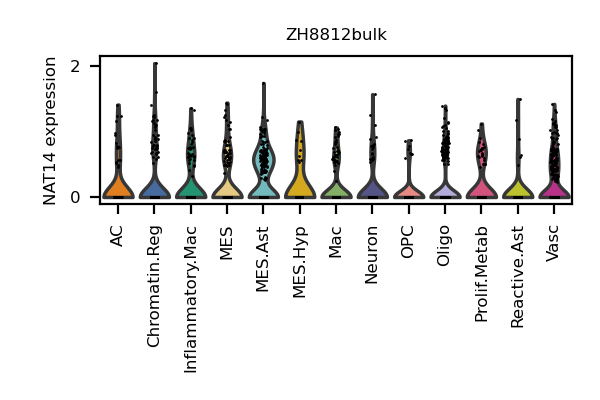 ZH8812bulk
NAT14 expression
2
0
AC
Chromatin.Reg
Inflammatory.Mac
MES
MES.Ast
MES.Hyp
Mac
Neuron
OPC
Oligo
Prolif.Metab
Reactive.Ast
Vasc